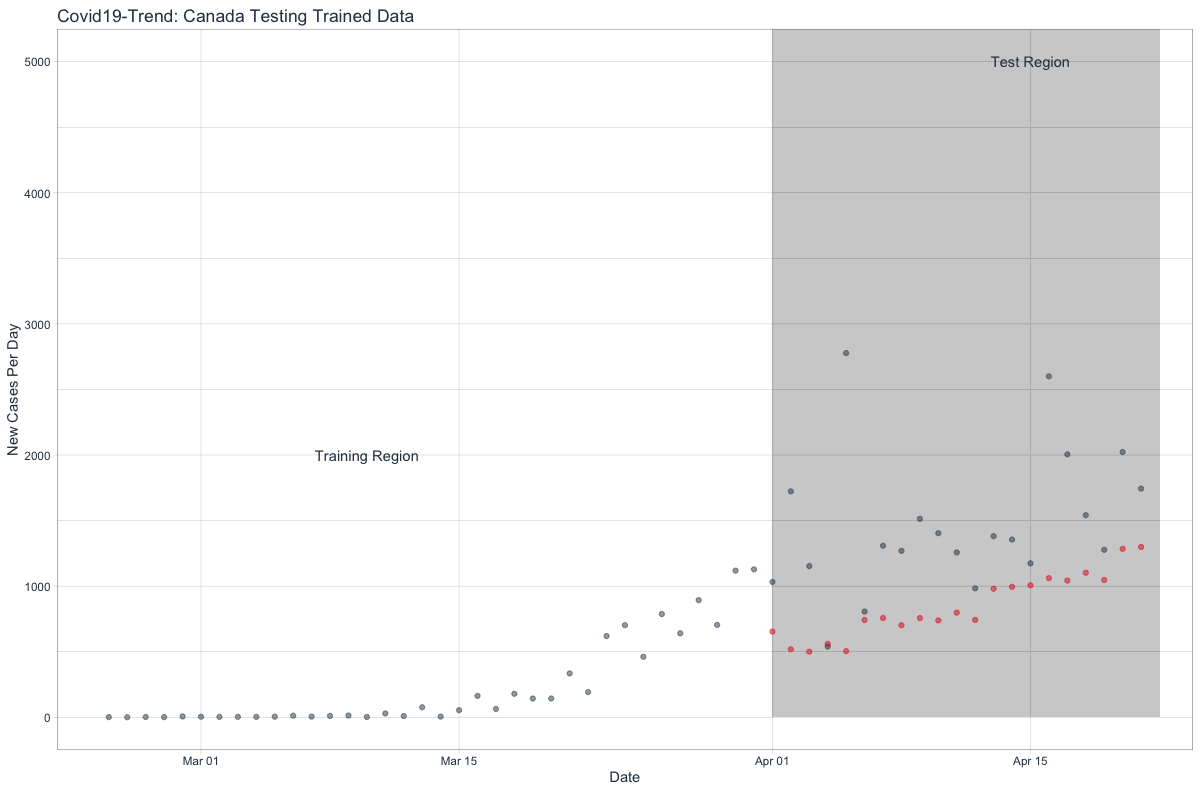 Covid19-Trend: Canada Testing Trained Data
5000
Test Region
4000
3000
New Cases Per Day
Training Region
2000
1000
0
Mar 01 Mar 15 Apr 01 Apr 15
Date